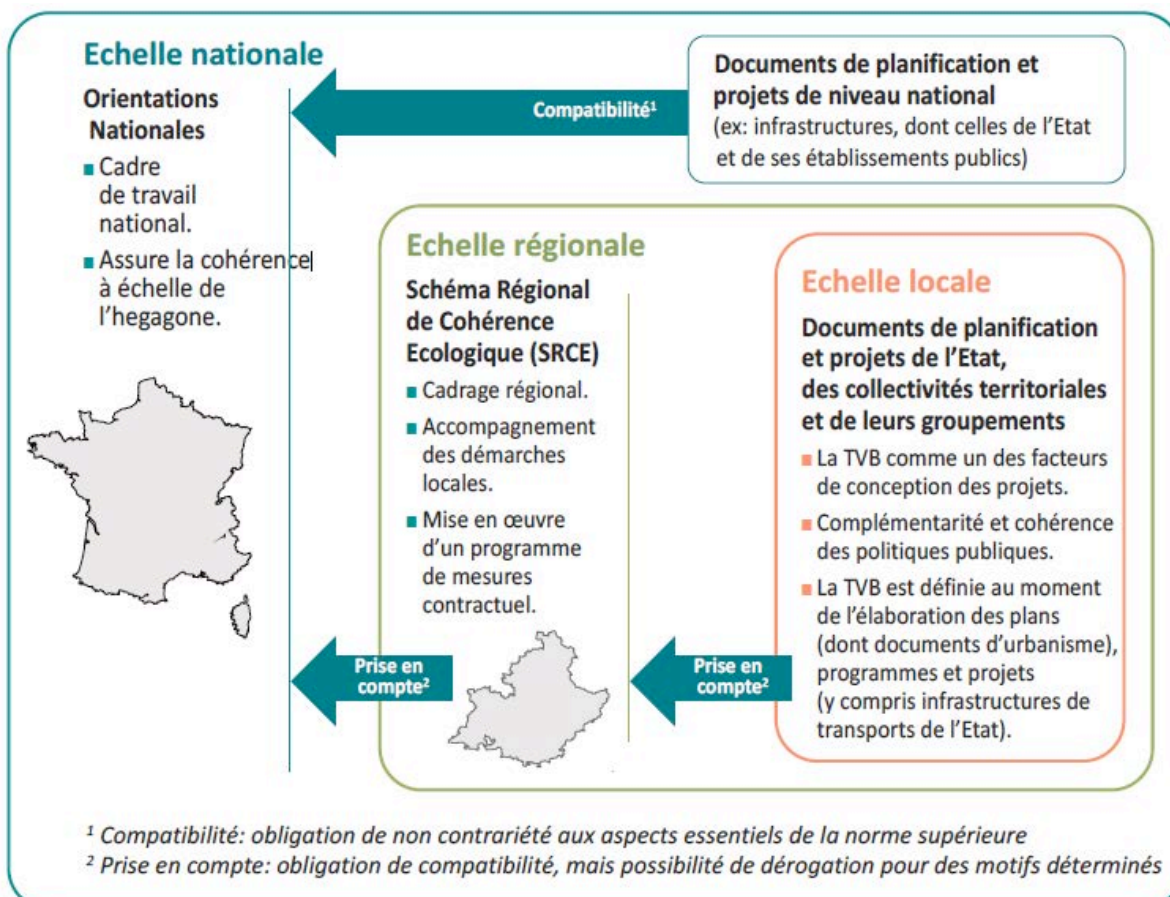 Echelle nationale
Orientations
Nationales
■ Cadre
de travail
national.
■ Assure la cohérence
à échelle de
l'hegagone.
Compatibilité¹
Documents de planification et
projets de niveau national
(ex: infrastructures, dont celles de l'Etat
et de ses établissements publics)
Echelle régionale
Schéma Régional
de Cohérence
Ecologique (SRCE)
■ Cadrage régional.
■ Accompagnement
des démarches
locales.
■ Mise en œuvre
d'un programme
de mesures
contractuel.
Prise en
compte²
Echelle locale
Documents de planification
et projets de l'Etat,
des collectivités territoriales
et de leurs groupements
■ La TVB comme un des facteurs
de conception des projets.
■ Complémentarité et cohérence
des politiques publiques.
■ La TVB est définie au moment
de l'élaboration des plans
(dont documents d'urbanisme),
programmes et projets
(y compris infrastructures de
transports de l'Etat).
Prise en
compte²
¹ Compatibilité: obligation de non contrariété aux aspects essentiels de la norme supérieure
² Prise en compte: obligation de compatibilité, mais possibilité de dérogation pour des motifs déterminés